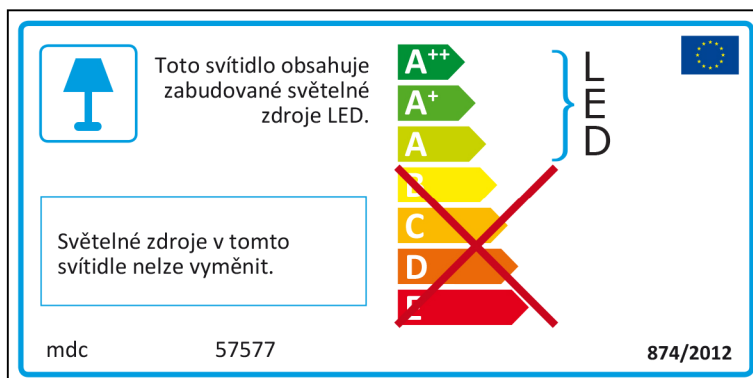 Toto svítidlo obsahuje
zabudované světelné
zdroje LED.
A++
A+
A
B
C
D
E
L
E
D
Světelné zdroje v tomto
svítidle nelze vyměnit.
mdc 57577
874/2012